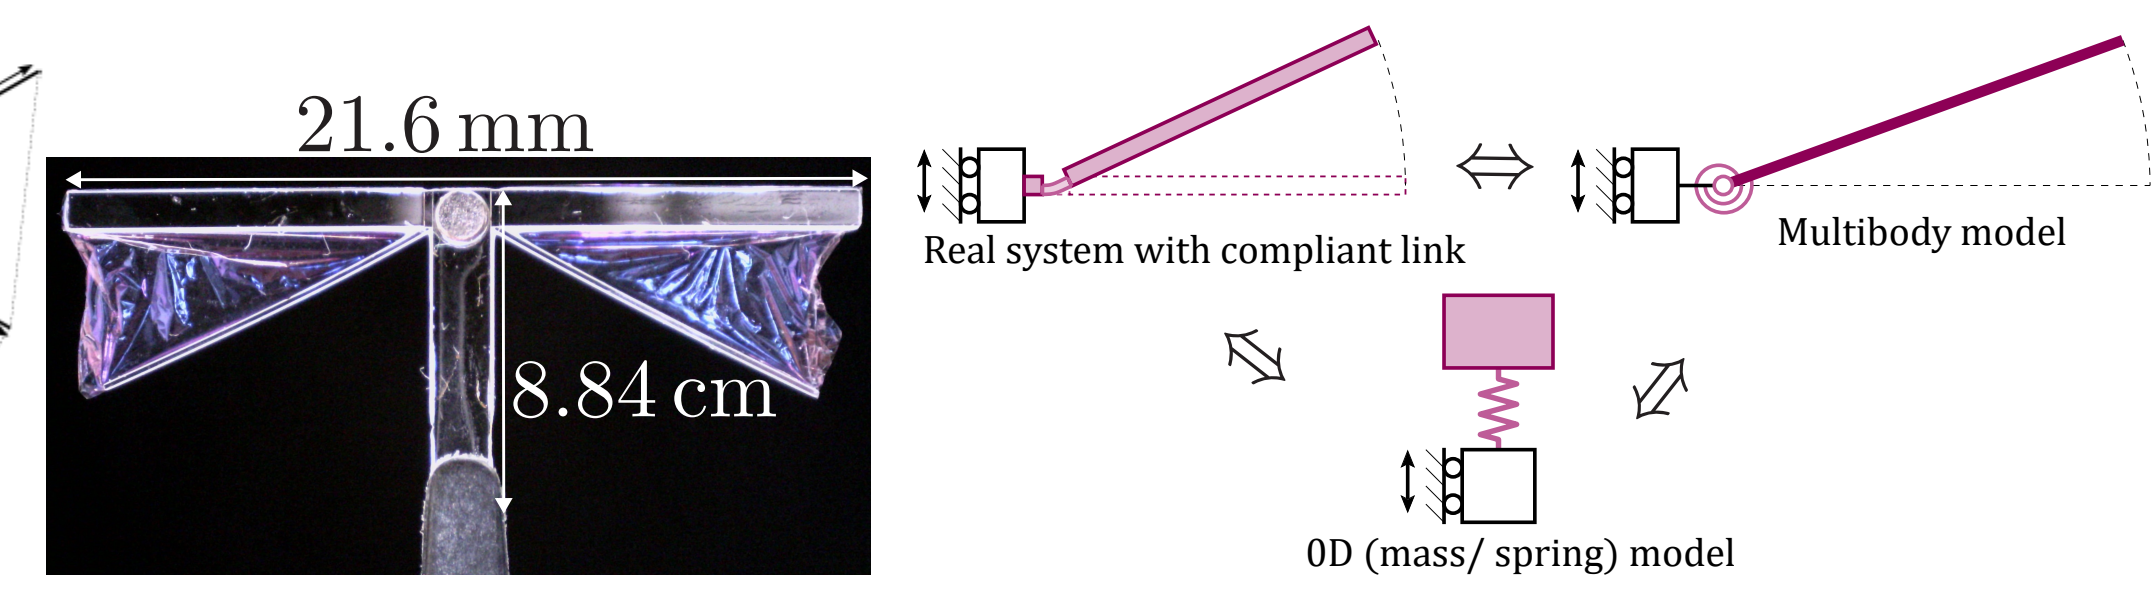 21.6 mm
8.84 cm
Real system with compliant link
Multibody model
0D (mass/ spring) model